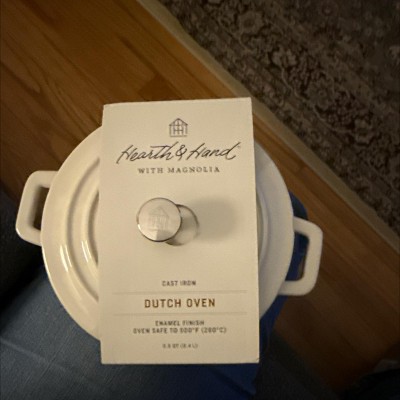 Hearth & Hand
WITH MAGNOLIA
CAST IRON
DUTCH OVEN
ENAMEL FINISH
OVEN SAFE TO 500°F (260°C)